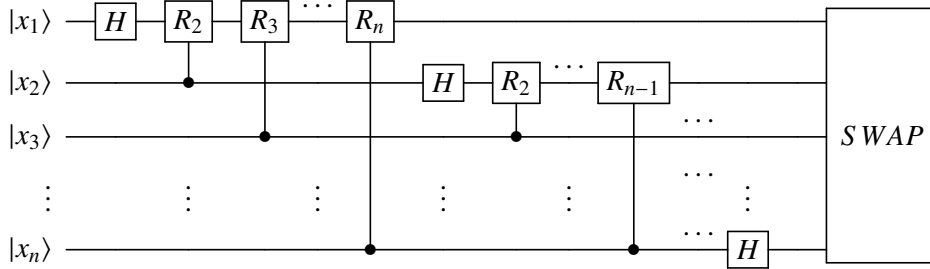 |x₁⟩ H R₂ R₃ ⋯ Rₙ
|x₂⟩ H R₂ ⋯ Rₙ₋₁
|x₃⟩ ⋯
SWAP
⋮ ⋮ ⋮ ⋮ ⋮ ⋯ ⋮
|xₙ⟩ ⋯ H